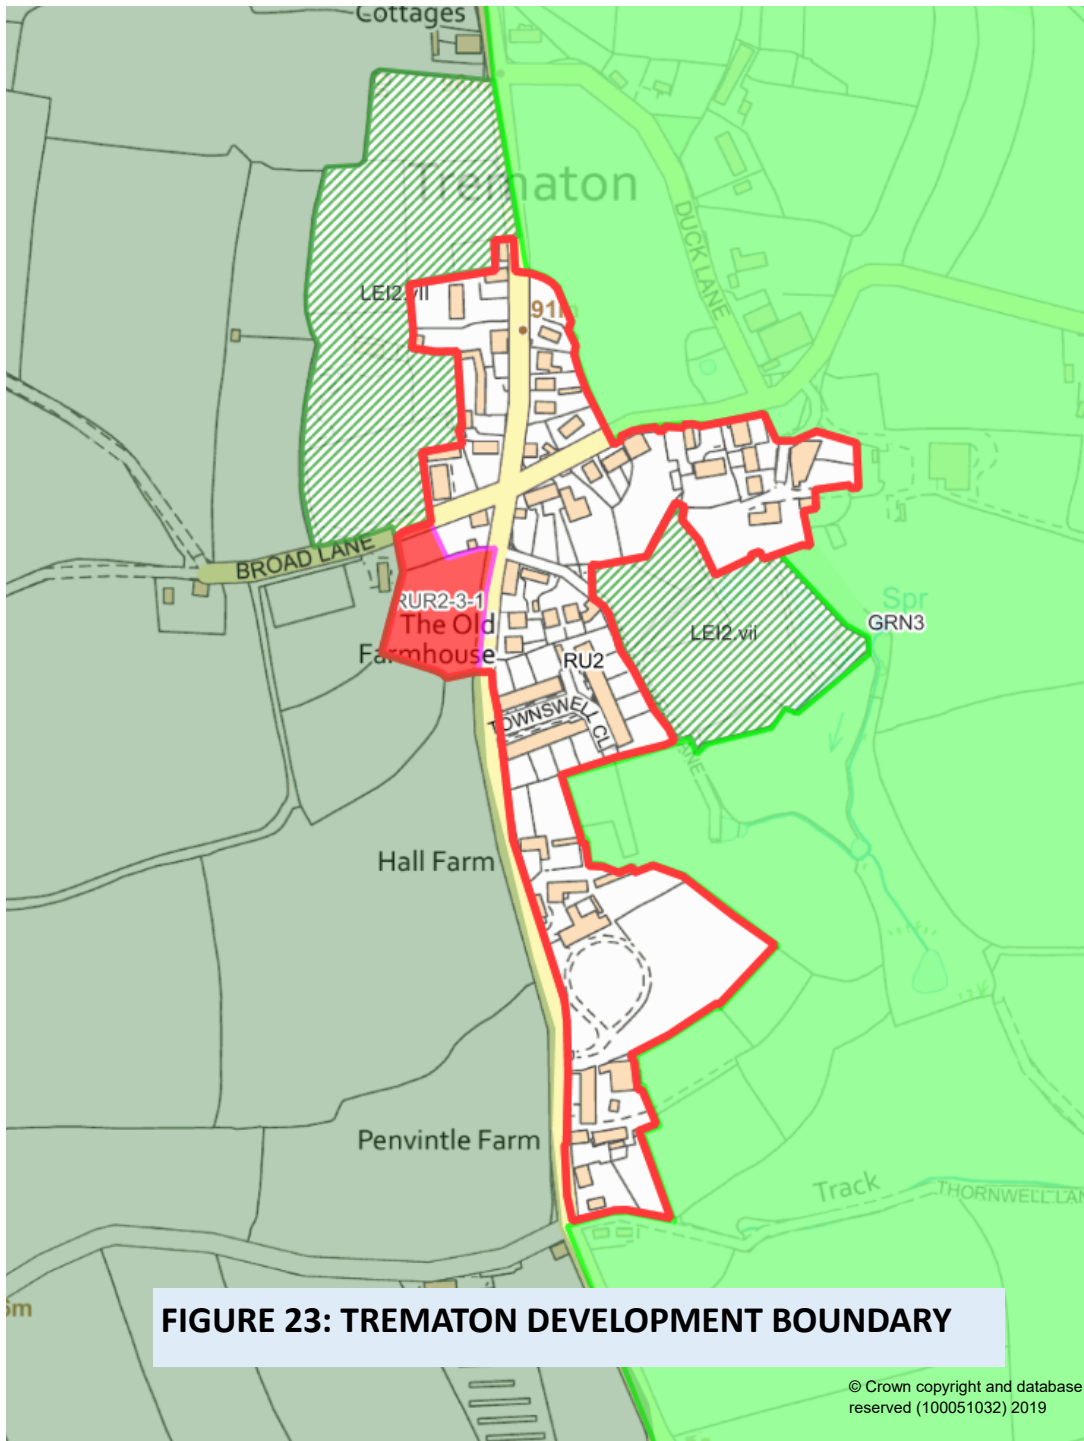 Cottages
Trematon
DUCK LANE
LEI2.vii
91m
BROAD LANE
RUR2-3-1
The Old
Farmhouse
Spr
GRN3
LEI2.vii
RU2
TOWNSWELL CL
Hall Farm
Penvintle Farm
Track
THORNWELL LAN
FIGURE 23: TREMATON DEVELOPMENT BOUNDARY
© Crown copyright and database
reserved (100051032) 2019